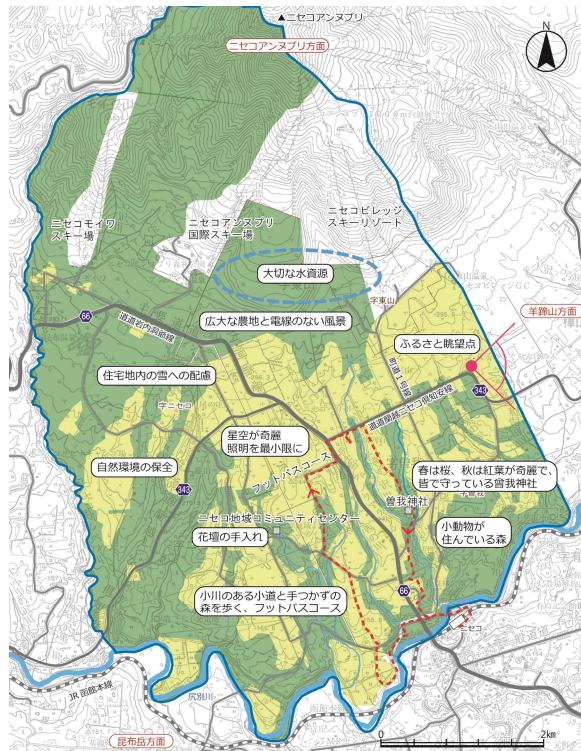 ▲ニセコアンヌプリ
ニセコアンヌプリ方面
N
ニセコモイワ
スキー場
ニセコアンヌプリ
国際スキー場
ニセコビレッジ
スキーリゾート
大切な水資源
字東山
66
道道岩内洞爺線
広大な農地と電線のない風景
羊蹄山方面
ふるさと眺望点
町道1号線
343
道道蘭越ニセコ倶知安線
住宅地内の雪への配慮
字ニセコ
星空が奇麗
照明を最小限に
自然環境の保全
343
フットパスコース
春は桜、秋は紅葉が奇麗で、
皆で守っている曾我神社
曽我神社
ニセコ地域コミュニティセンター
花壇の手入れ
小動物が
住んでいる森
小川のある小道と手つかずの
森を歩く、フットパスコース
66
ニセコ
JR函館本線
尻別川
昆布岳方面
0
2km